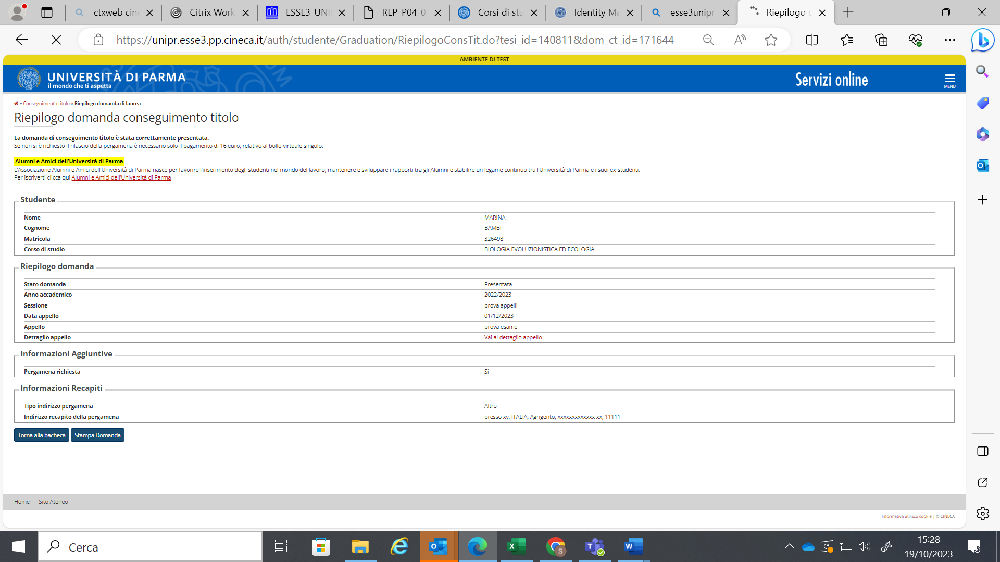 ctxweb cin
Citrix Work
ESSE3_UNI
REP_P04_0
Corsi di stu
Identity Ma
esse3unipr
Riepilogo d
https://unipr.esse3.pp.cineca.it/auth/studente/Graduation/RiepilogoConsTit.do?tesi_id=140811&dom_ct_id=171644
AMBIENTE DI TEST
UNIVERSITÀ DI PARMA
il mondo che ti aspetta
Servizi online
MENU
» Conseguimento titolo » Riepilogo domanda di laurea
Riepilogo domanda conseguimento titolo
La domanda di conseguimento titolo è stata correttamente presentata.
Se non si è richiesto il rilascio della pergamena è necessario solo il pagamento di 16 euro, relativo al bollo virtuale singolo.
Alumni e Amici dell'Università di Parma
L'Associazione Alumni e Amici dell'Università di Parma nasce per favorire l'inserimento degli studenti nel mondo del lavoro, mantenere e sviluppare i rapporti tra gli Alumni e stabilire un legame continuo tra l'Università di Parma e i suoi ex-studenti.
Per iscriverti clicca qui Alumni e Amici dell'Università di Parma
Studente
Nome MARINA
Cognome BAMBI
Matricola 326498
Corso di studio BIOLOGIA EVOLUZIONISTICA ED ECOLOGIA
Riepilogo domanda
Stato domanda Presentata
Anno accademico 2022/2023
Sessione prova appelli
Data appello 01/12/2023
Appello prova esame
Dettaglio appello Vai al dettaglio appello
Informazioni Aggiuntive
Pergamena richiesta Sì
Informazioni Recapiti
Tipo indirizzo pergamena Altro
Indirizzo recapito della pergamena presso xy, ITALIA, Agrigento, xxxxxxxxxxxxx xx, 11111
Torna alla bacheca Stampa Domanda
Home Sito Ateneo
Informativa utilizzo cookie | © CINECA
Cerca
15:28
19/10/2023